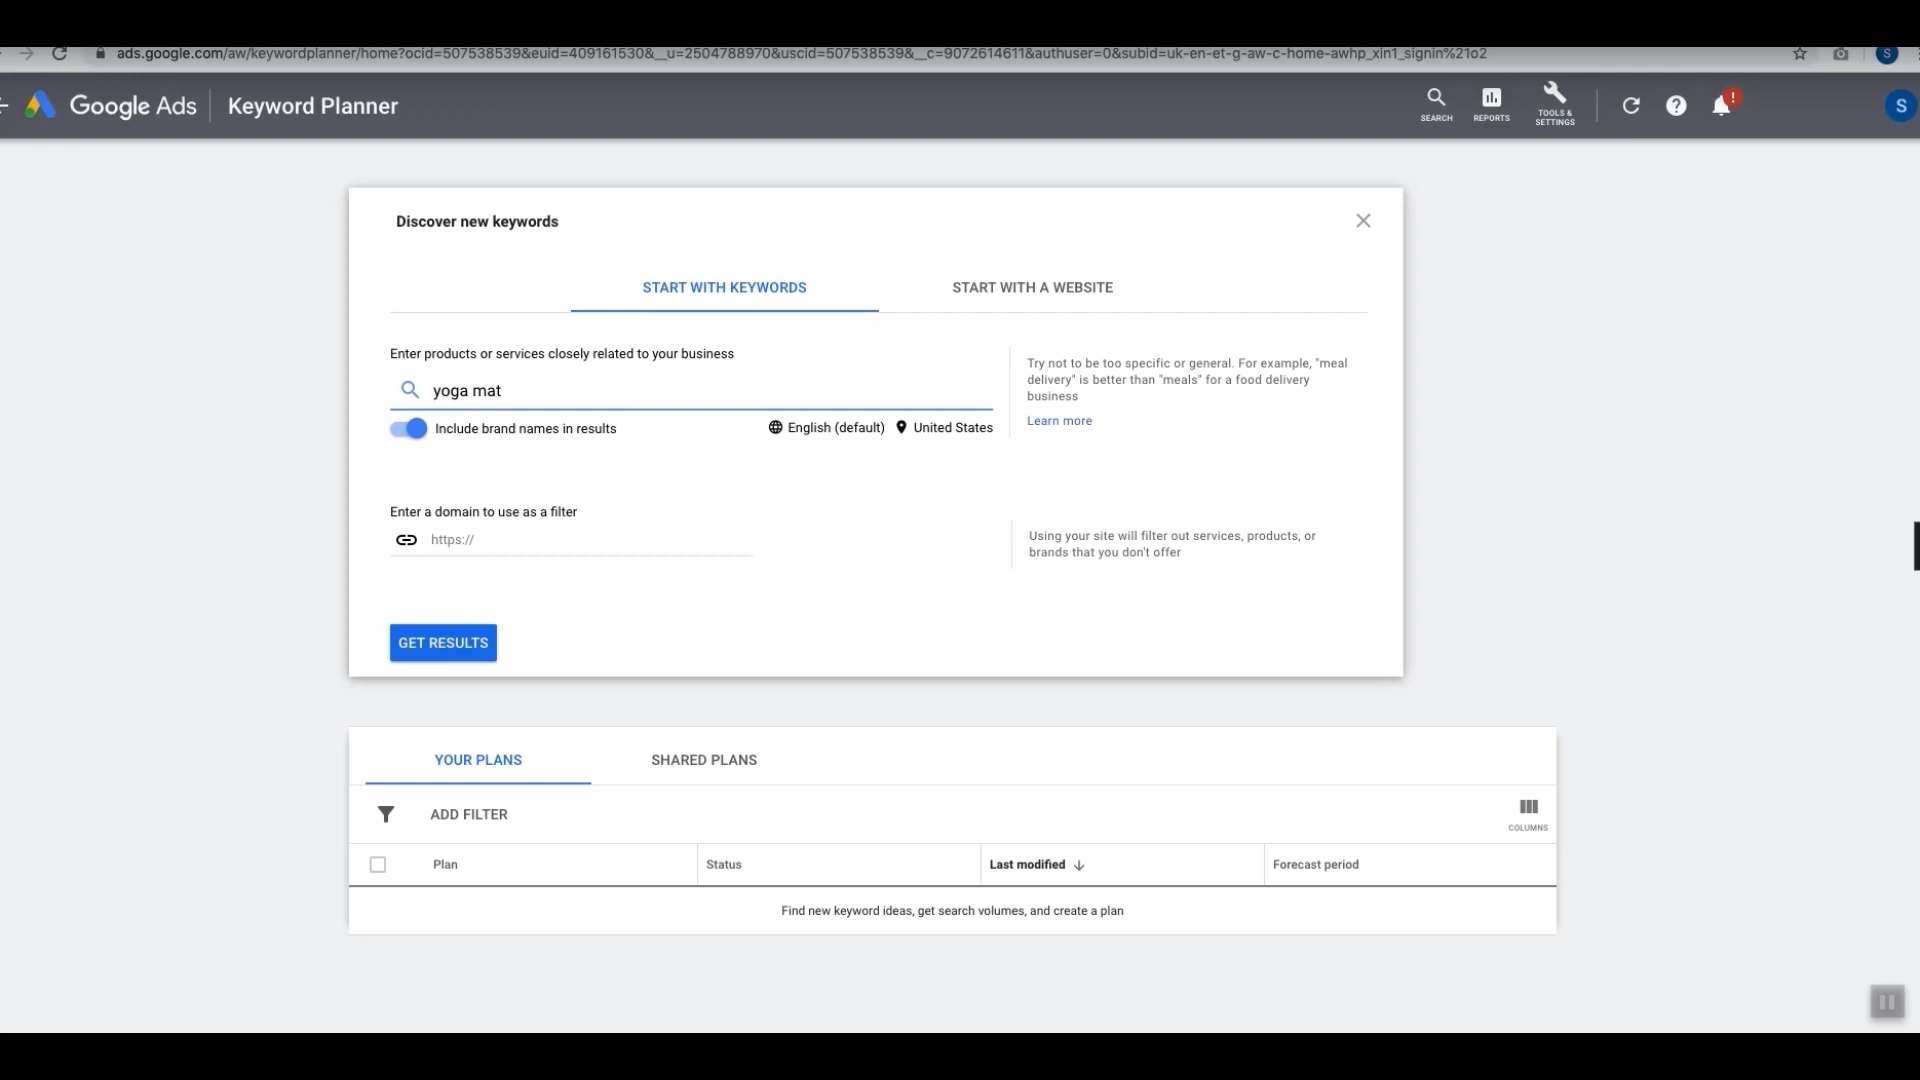 ads.google.com/aw/keywordplanner/home?ocid=507538539&euid=409161530&__u=2504788970&uscid=507538539&__c=9072614611&authuser=0&subid=uk-en-et-g-aw-c-home-awhp_xin1_signin%21o2
S
Google Ads
Keyword Planner
SEARCH
REPORTS
TOOLS &
SETTINGS
!
S
Discover new keywords
START WITH KEYWORDS
START WITH A WEBSITE
Enter products or services closely related to your business
yoga mat
Include brand names in results
English (default)
United States
Try not to be too specific or general. For example, "meal
delivery" is better than "meals" for a food delivery
business
Learn more
Enter a domain to use as a filter
https://
Using your site will filter out services, products, or
brands that you don't offer
GET RESULTS
YOUR PLANS
SHARED PLANS
ADD FILTER
COLUMNS
Plan
Status
Last modified
Forecast period
Find new keyword ideas, get search volumes, and create a plan